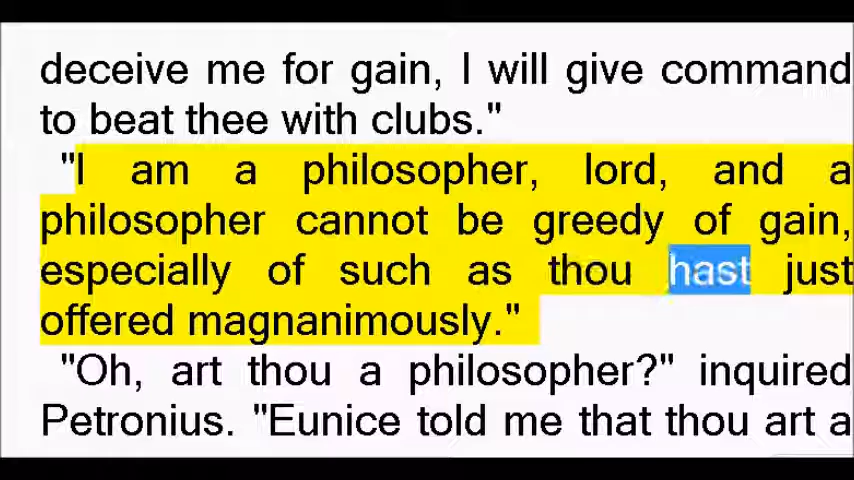 deceive me for gain, I will give command
to beat thee with clubs."
"I am a philosopher, lord, and a
philosopher cannot be greedy of gain,
especially of such as thou hast just
offered magnanimously."
"Oh, art thou a philosopher?" inquired
Petronius. "Eunice told me that thou art a